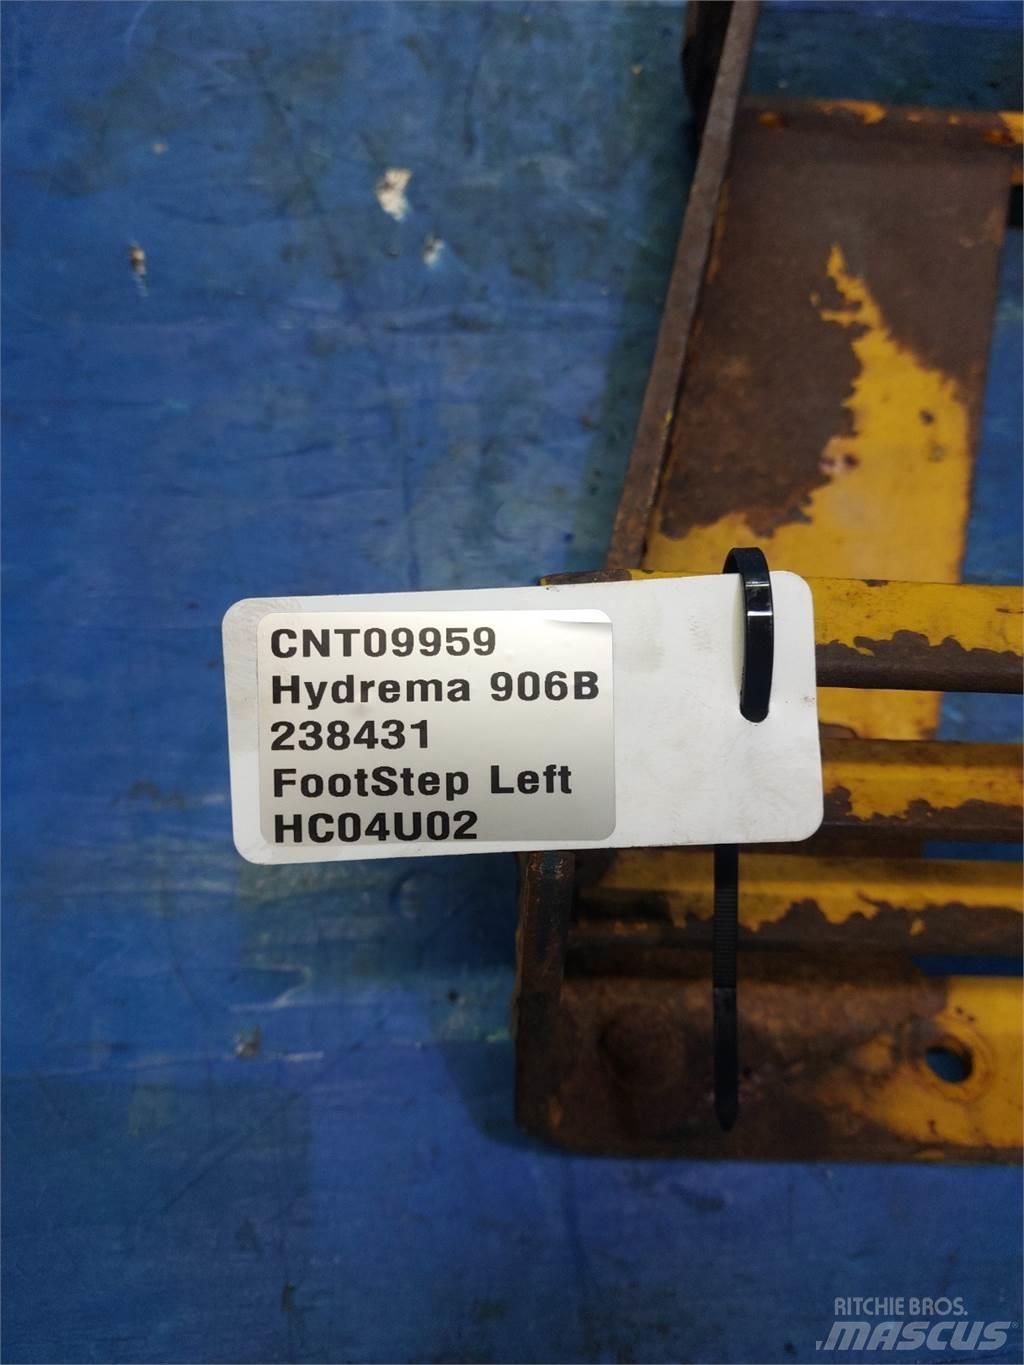 CNT09959
Hydrema 906B
238431
FootStep Left
HC04U02
RITCHIE BROS.
MASCUS